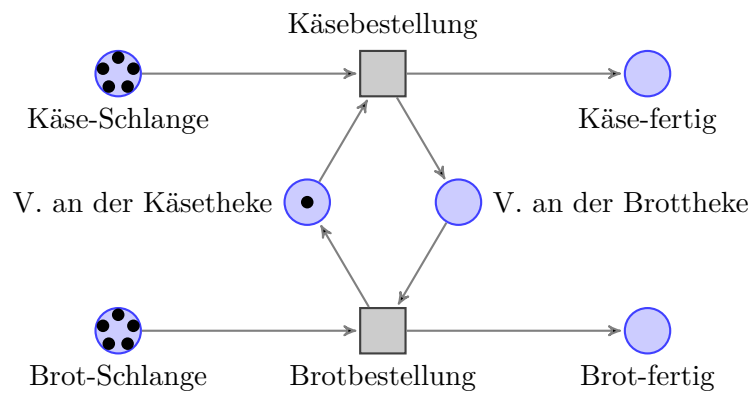 Käsebestellung
Käse-Schlange
Käse-fertig
V. an der Käsetheke
V. an der Brottheke
Brot-Schlange
Brotbestellung
Brot-fertig